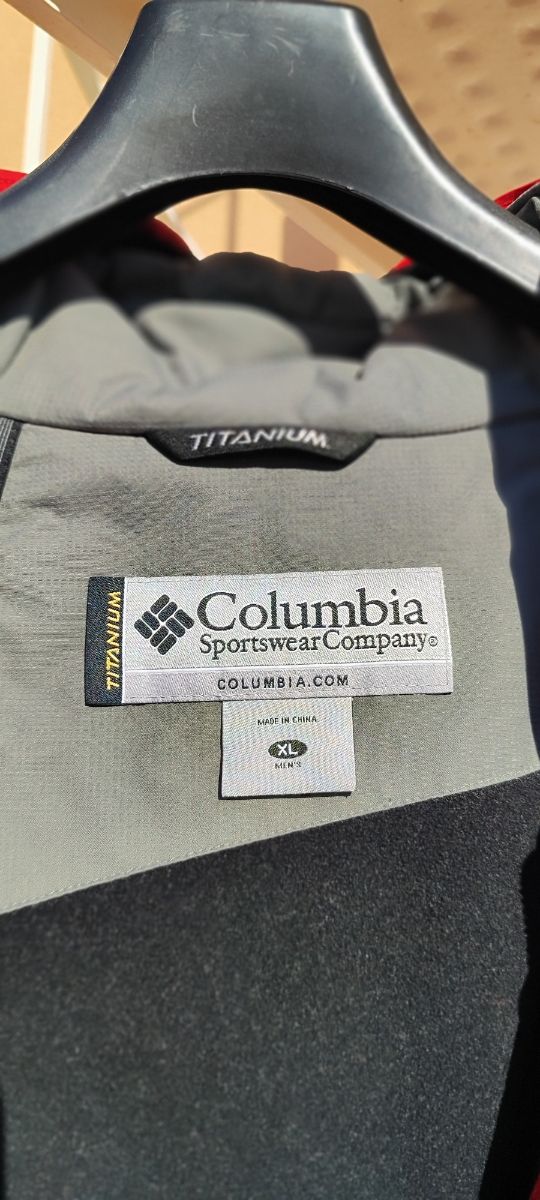 TITANIUM
TITANIUM
Columbia
Sportswear Company®
COLUMBIA.COM
MADE IN CHINA
XL
MEN'S